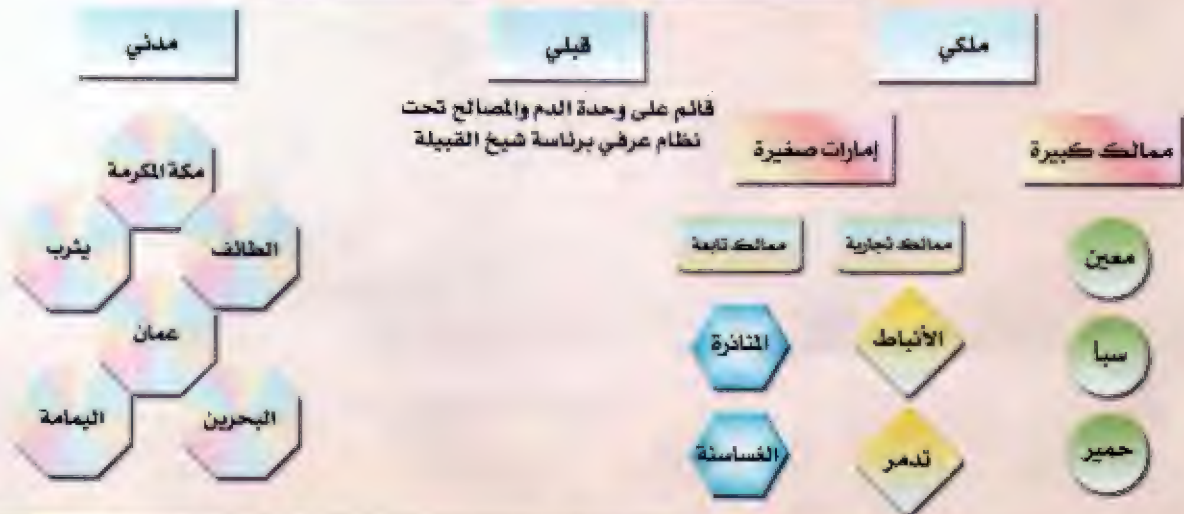 ملكي
قبلي
مدني
قائم على وحدة الدم والمصالح تحت
نظام عرفي برئاسة شيخ القبيلة
ممالك كبيرة
إمارات صغيرة
ممالك تجارية
ممالك تابعة
معين
سبأ
حمير
الأنباط
تدمر
المناذرة
الغساسنة
مكة المكرمة
الطائف
يثرب
عمان
البحرين
اليمامة